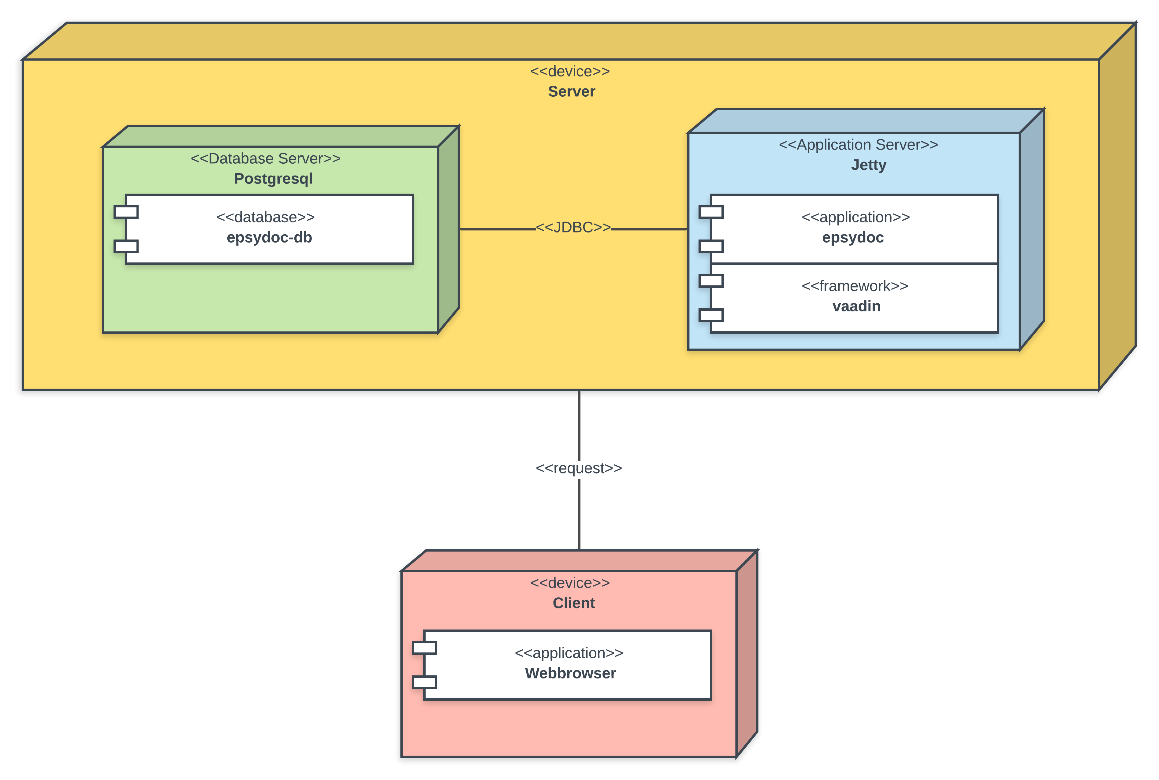 <<device>>
Server
<<Database Server>>
Postgresql
<<database>>
epsydoc-db
<<JDBC>>
<<Application Server>>
Jetty
<<application>>
epsydoc
<<framework>>
vaadin
<<request>>
<<device>>
Client
<<application>>
Webbrowser